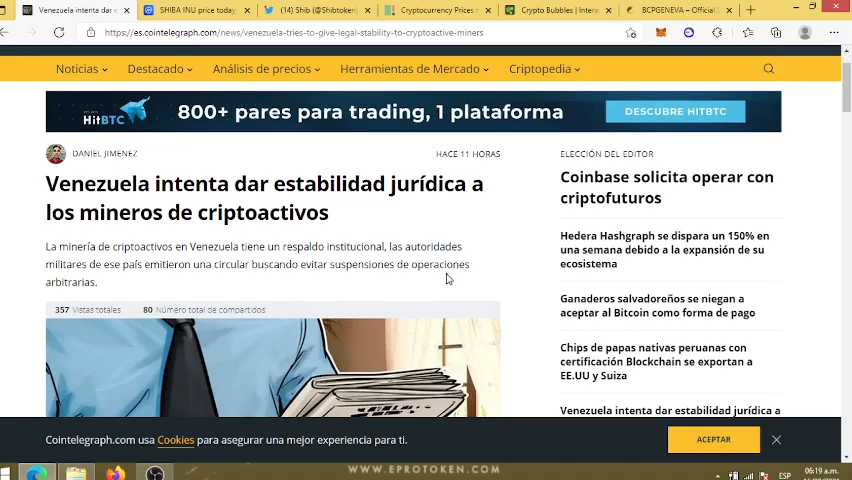 Venezuela intenta dar establid
SHIBA INU price today,
(4) Shib (@Shibtoken)
Cryptocurrency Prices
Crypto Bubbles | Intera
BCPGENEVA – Official S
https://es.cointelegraph.com/news/venezuela-tries-to-give-legal-stability-to-cryptoactive-miners
Noticias Destacado Análisis de precios Herramientas de Mercado Criptopedia
HitBTC 800+ pares para trading, 1 plataforma DESCUBRE HITBTC
DANIEL JIMENEZ HACE 11 HORAS
Venezuela intenta dar estabilidad jurídica a
los mineros de criptoactivos
La minería de criptoactivos en Venezuela tiene un respaldo institucional, las autoridades
militares de ese país emitieron una circular buscando evitar suspensiones de operaciones
arbitrarias.
357 Vistas totales 80 Número total de compartidos
ELECCIÓN DEL EDITOR
Coinbase solicita operar con
criptofuturos
Hedera Hashgraph se dispara un 150% en
una semana debido a la expansión de su
ecosistema
Ganaderos salvadoreños se niegan a
aceptar al Bitcoin como forma de pago
Chips de papas nativas peruanas con
certificación Blockchain se exportan a
EE.UU y Suiza
Venezuela intenta dar estabilidad jurídica a
Cointelegraph.com usa Cookies para asegurar una mejor experiencia para ti.
ACEPTAR
WWW.EPROTOKEN.COM
ESP
06:19 a.m.